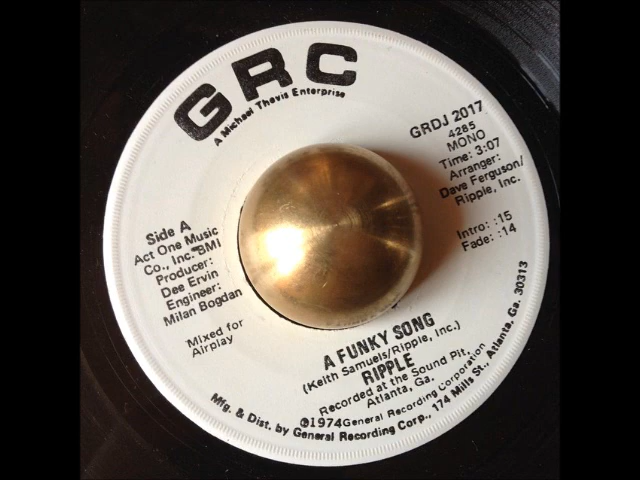 GRC
A Michael Thevis Enterprise
GRDJ 2017
4285
MONO
Time: 3:07
Arranger:
Dave Ferguson/
Ripple, Inc.
Intro: :15
Fade: :14
Side A
Act One Music
Co., Inc. BMI
Producer:
Dee Ervin
Engineer:
Milan Bogdan
Mixed for
Airplay
A FUNKY SONG
(Keith Samuels/Ripple, Inc.)
RIPPLE
Recorded at the Sound Pit,
Atlanta, Ga.
℗1974 General Recording Corporation
Mfg. & Dist. by General Recording Corp., 174 Mills St., Atlanta, Ga. 30313